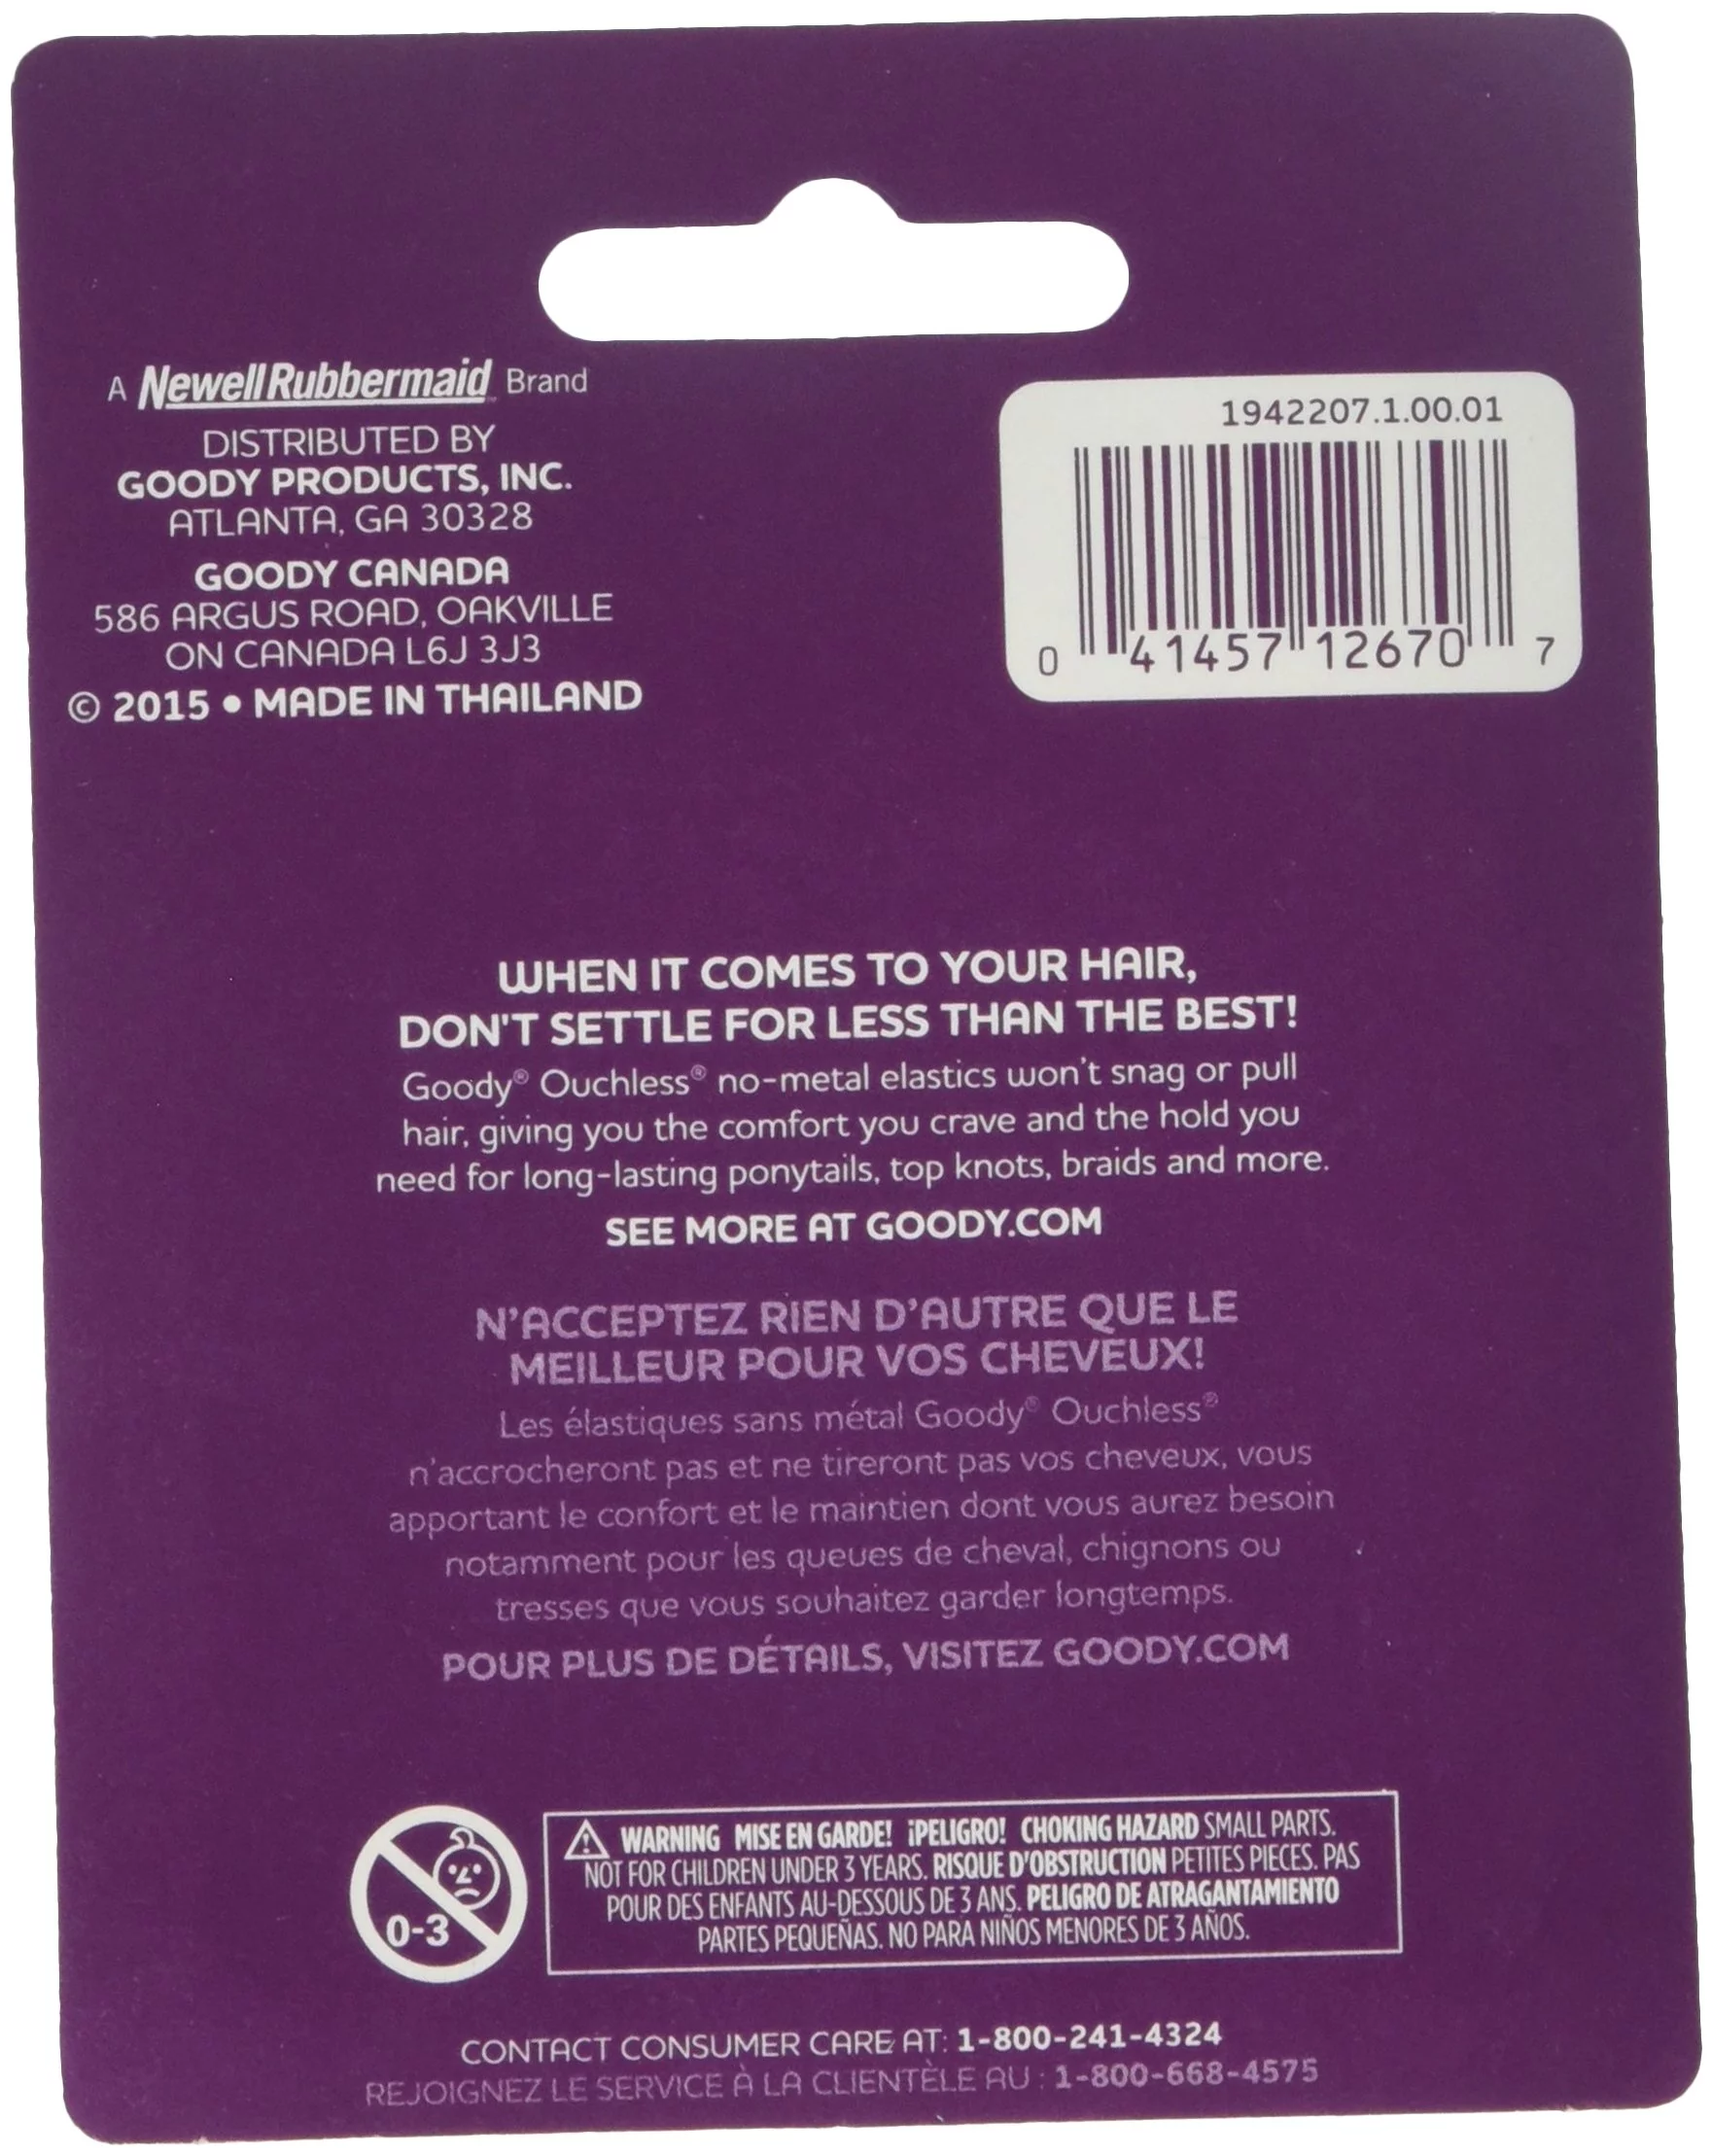 A NewellRubbermaid Brand
DISTRIBUTED BY
GOODY PRODUCTS, INC.
ATLANTA, GA 30328
GOODY CANADA
586 ARGUS ROAD, OAKVILLE
ON CANADA L6J 3J3
© 2015 • MADE IN THAILAND
1942207.1.00.01
0 41457 12670 7
WHEN IT COMES TO YOUR HAIR,
DON'T SETTLE FOR LESS THAN THE BEST!
Goody® Ouchless® no-metal elastics won't snag or pull
hair, giving you the comfort you crave and the hold you
need for long-lasting ponytails, top knots, braids and more.
SEE MORE AT GOODY.COM
N'ACCEPTEZ RIEN D'AUTRE QUE LE
MEILLEUR POUR VOS CHEVEUX!
Les élastiques sans métal Goody® Ouchless®
n'accrocheront pas et ne tireront pas vos cheveux, vous
apportant le confort et le maintien dont vous aurez besoin
notamment pour les queues de cheval, chignons ou
tresses que vous souhaitez garder longtemps.
POUR PLUS DE DÉTAILS, VISITEZ GOODY.COM
0-3
WARNING MISE EN GARDE! ¡PELIGRO! CHOKING HAZARD SMALL PARTS.
NOT FOR CHILDREN UNDER 3 YEARS. RISQUE D'OBSTRUCTION PETITES PIECES. PAS
POUR DES ENFANTS AU-DESSOUS DE 3 ANS. PELIGRO DE ATRAGANTAMIENTO
PARTES PEQUEÑAS. NO PARA NIÑOS MENORES DE 3 AÑOS.
CONTACT CONSUMER CARE AT: 1-800-241-4324
REJOIGNEZ LE SERVICE À LA CLIENTÈLE AU : 1-800-668-4575